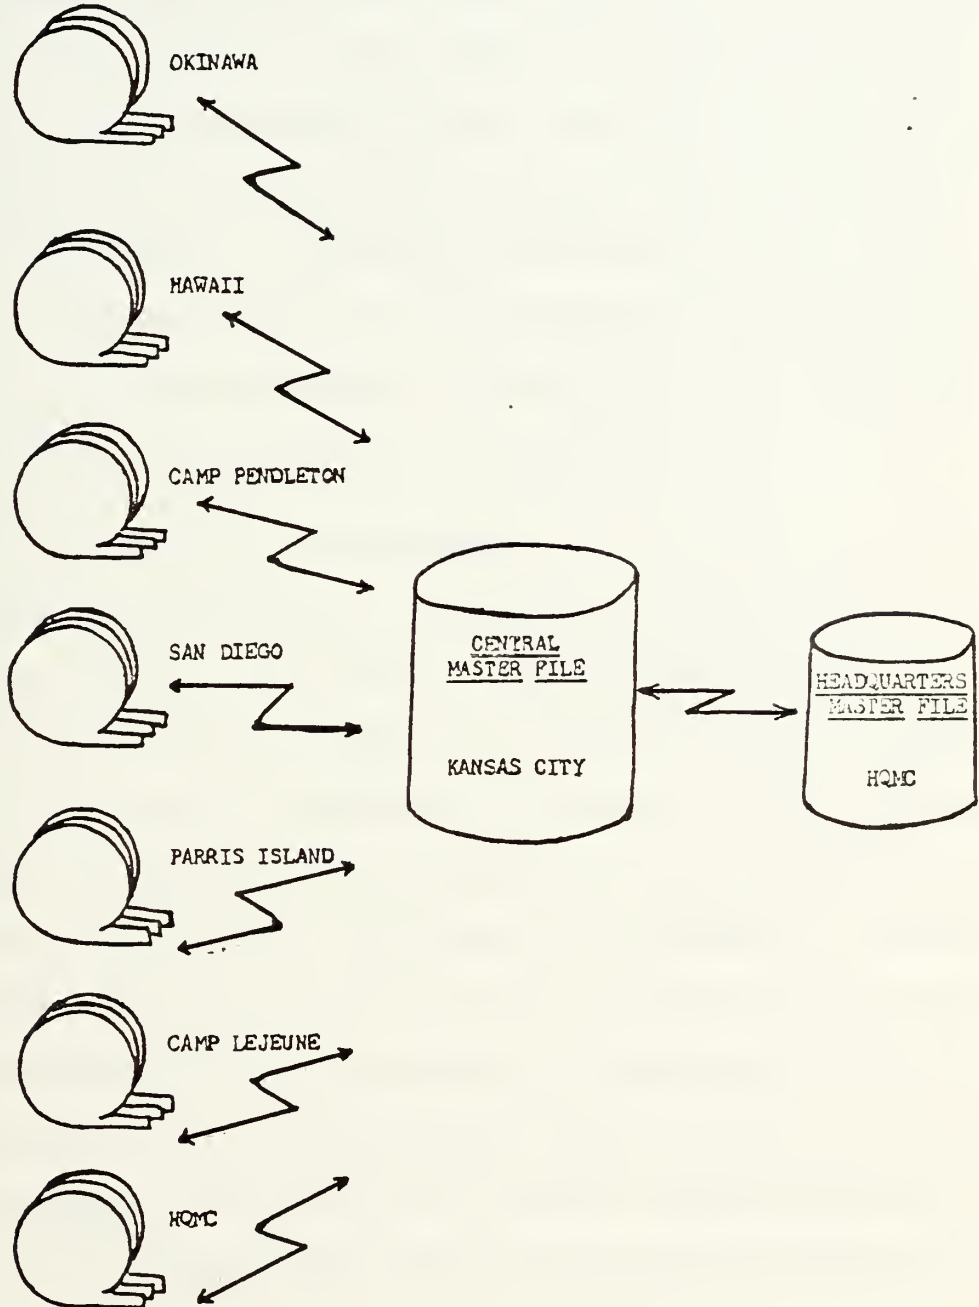 OKINAWA
HAWAII
CAMP PENDLETON
SAN DIEGO
CENTRAL
MASTER FILE
KANSAS CITY
HEADQUARTERS
MASTER FILE
HQMC
PARRIS ISLAND
CAMP LEJEUNE
HQMC